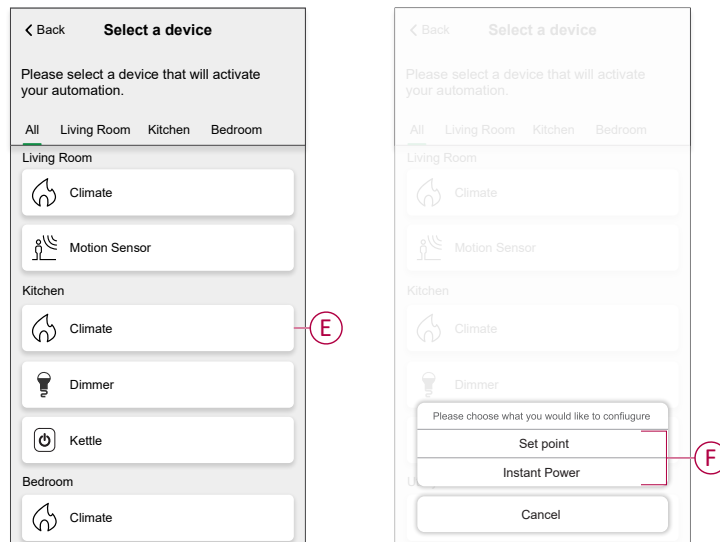 Back Select a device
Please select a device that will activate
your automation.
All Living Room Kitchen Bedroom
Living Room
Climate
Motion Sensor
Kitchen
Climate
E
Dimmer
Kettle
Bedroom
Climate
Back Select a device
Please select a device that will activate
your automation.
All Living Room Kitchen Bedroom
Living Room
Climate
Motion Sensor
Kitchen
Climate
Dimmer
Please choose what you would like to confiugure
Set point
Instant Power
F
Cancel